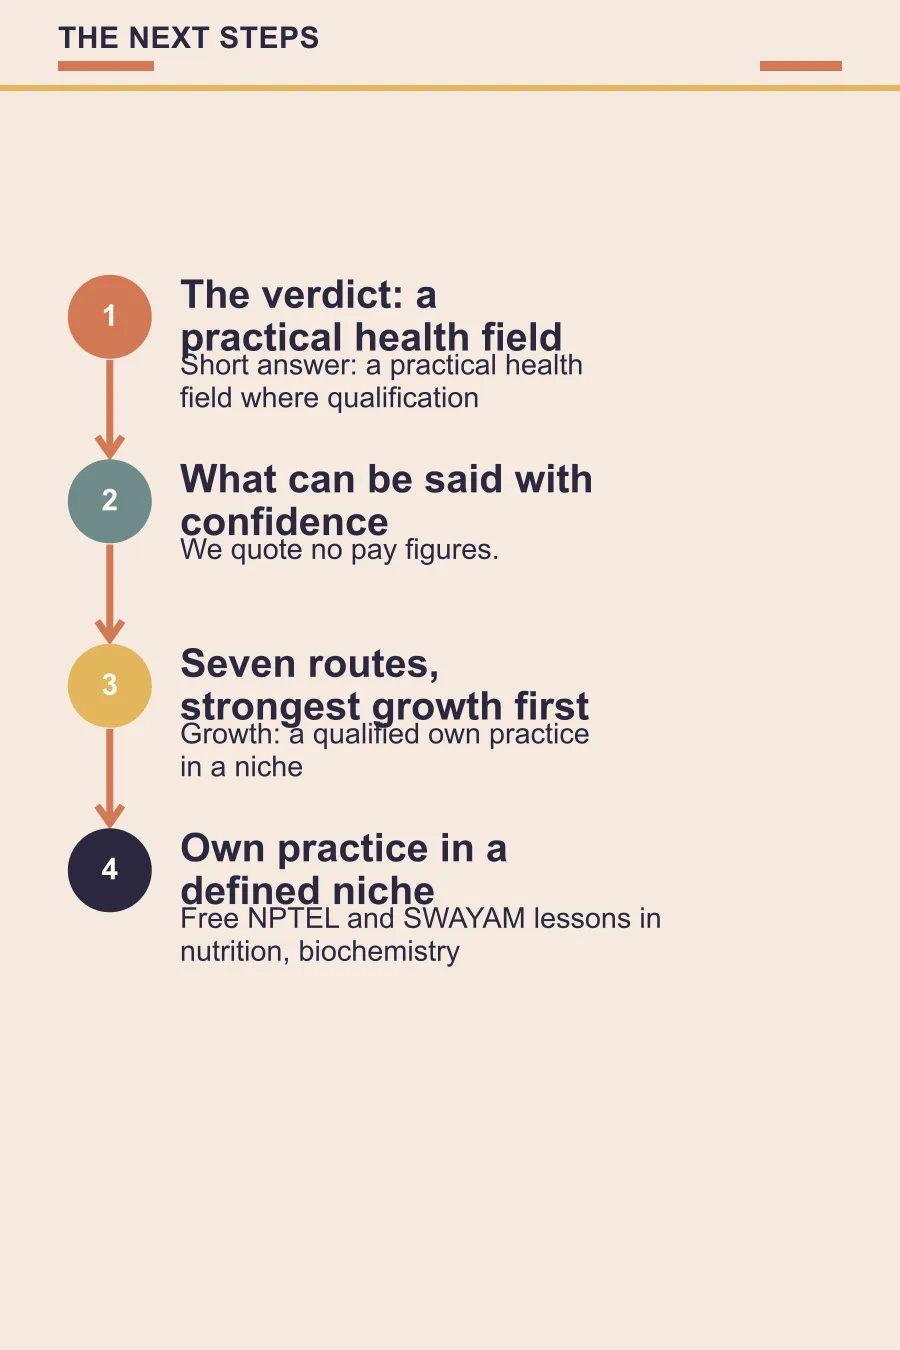 THE NEXT STEPS
1
The verdict: a
practical health field
Short answer: a practical health
field where qualification
2
What can be said with
confidence
We quote no pay figures.
3
Seven routes,
strongest growth first
Growth: a qualified own practice
in a niche
4
Own practice in a
defined niche
Free NPTEL and SWAYAM lessons in
nutrition, biochemistry